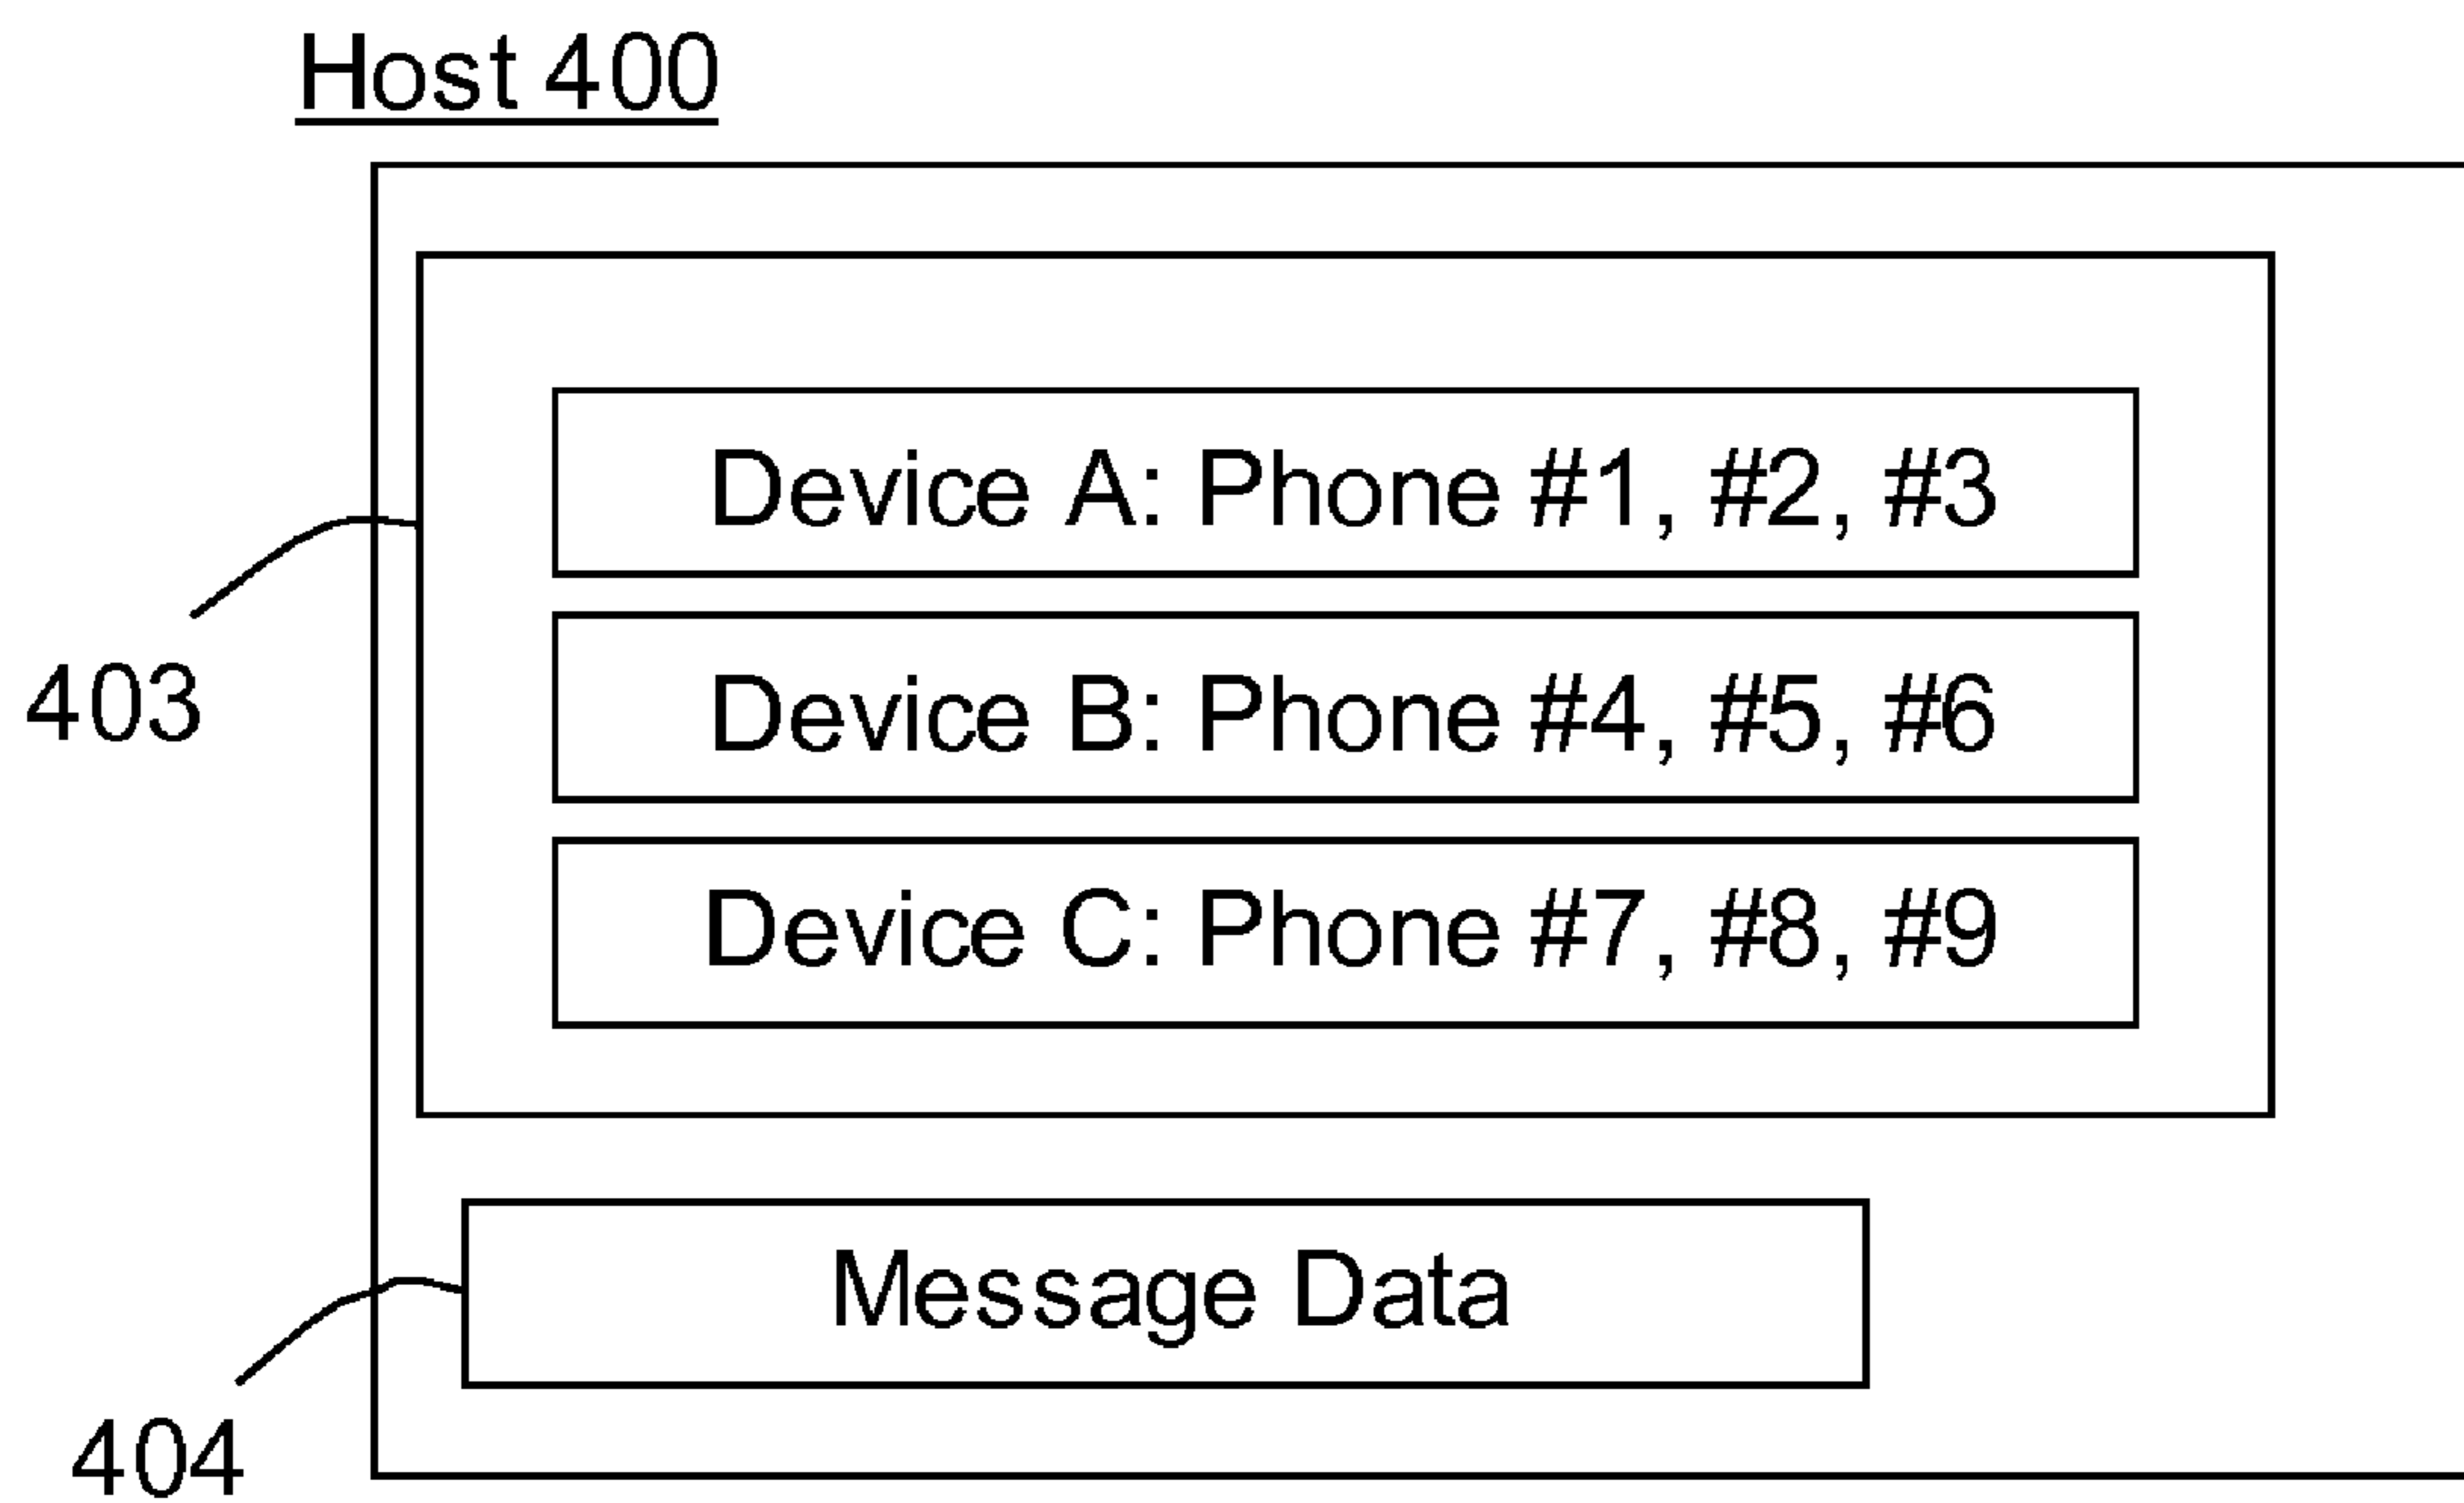 Host 400
Device A: Phone #1, #2, #3
403
Device B: Phone #4, #5, #6
Device C: Phone #7, #8, #9
Message Data
404